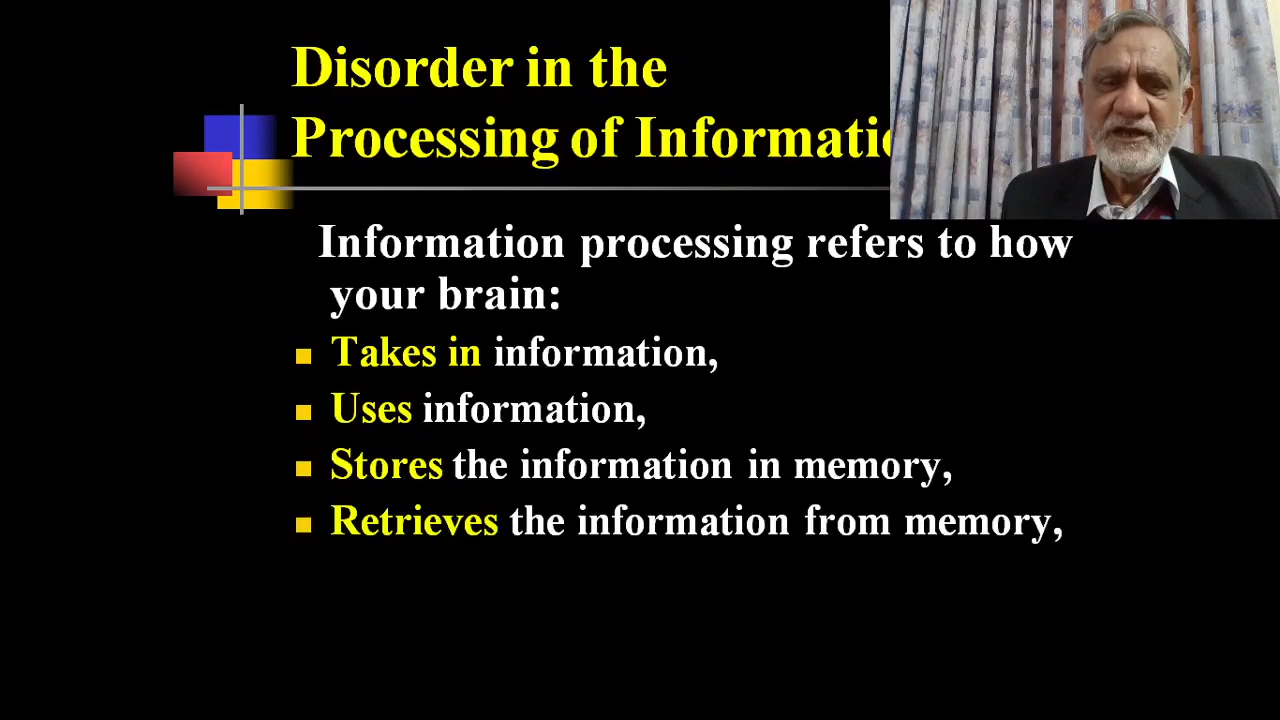 Disorder in the
Processing of Informatio
Information processing refers to how
your brain:
Takes in information,
Uses information,
Stores the information in memory,
Retrieves the information from memory,